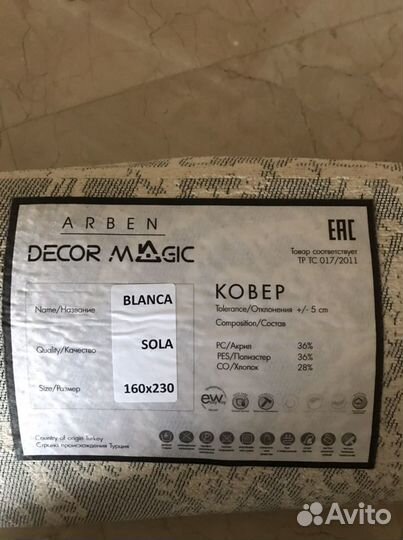 ARBEN
DECOR MAGIC
EAC
Товар соответствует
ТР ТС 017/2011
Name/Название BLANCA
Quality/Качество SOLA
Size/Размер 160x230
КОВЕР
Tolerance/Отклонения +/- 5 cm
Composition/Состав
PC/Акрил 36%
PES/Полиэстер 36%
CO/Хлопок 28%
ew
Country of origin Turkey
Страна происхождения Турция
Avito